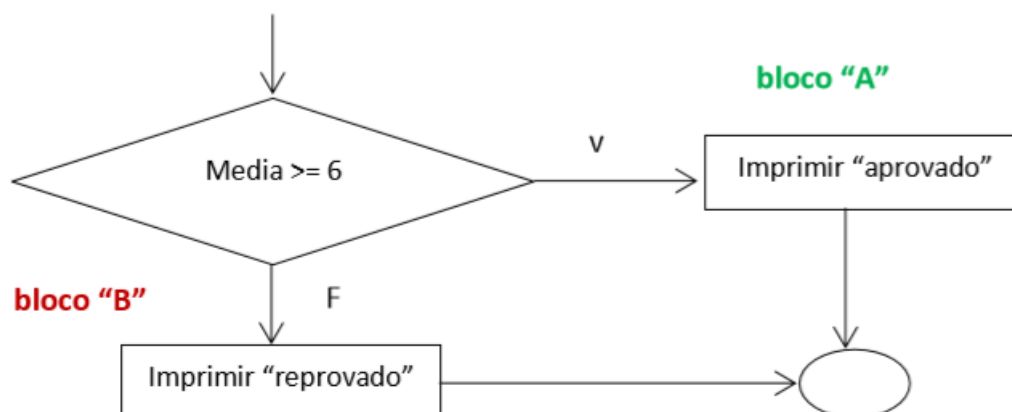 bloco “A”
v
Media >= 6
Imprimir “aprovado”
bloco “B”
F
Imprimir “reprovado”